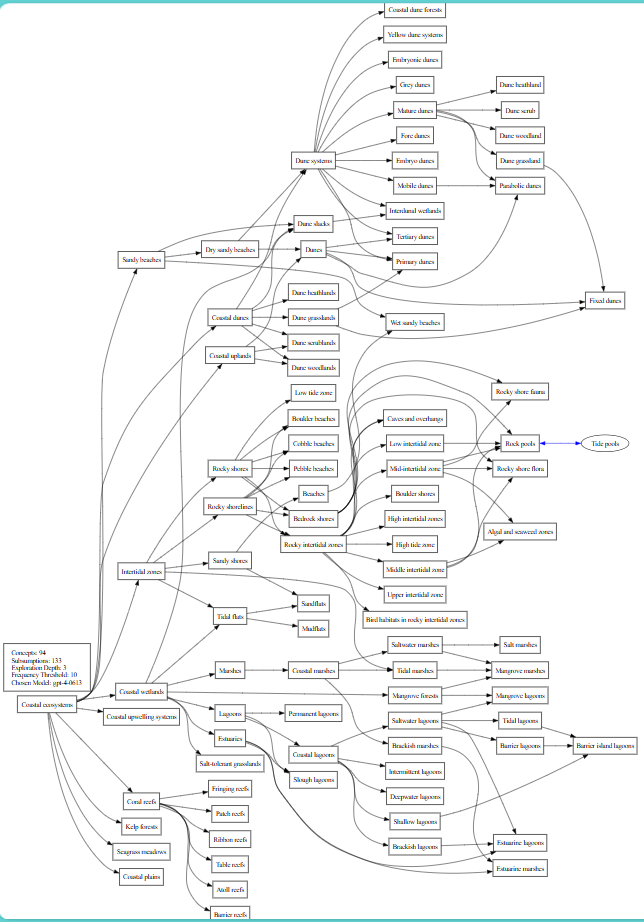 Coastal dune forests
Yellow dune systems
Embryonic dunes
Grey dunes
Dune heathland
Mature dunes
Dune scrub
Fore dunes
Dune woodland
Dune systems
Embryo dunes
Dune grassland
Mobile dunes
Parabolic dunes
Interdunal wetlands
Dune slacks
Tertiary dunes
Dry sandy beaches
Dunes
Sandy beaches
Primary dunes
Dune heathlands
Fixed dunes
Coastal dunes
Dune grasslands
Wet sandy beaches
Dune scrublands
Coastal uplands
Dune woodlands
Low tide zone
Rocky shore fauna
Boulder beaches
Caves and overhangs
Cobble beaches
Low intertidal zone
Rock pools
Tide pools
Rocky shores
Pebble beaches
Mid-intertidal zone
Rocky shore flora
Beaches
Boulder shores
Rocky shorelines
Bedrock shores
High intertidal zones
Algal and seaweed zones
Rocky intertidal zones
High tide zone
Sandy shores
Intertidal zones
Middle intertidal zone
Upper intertidal zone
Sandflats
Tidal flats
Bird habitats in rocky intertidal zones
Mudflats
Saltwater marshes
Salt marshes
Concepts: 94
Subsumptions: 133
Exploration Depth: 3
Frequency Threshold: 10
Chosen Model: gpt-4-0613
Marshes
Coastal marshes
Tidal marshes
Mangrove marshes
Coastal wetlands
Mangrove forests
Mangrove lagoons
Coastal ecosystems
Coastal upwelling systems
Lagoons
Permanent lagoons
Saltwater lagoons
Tidal lagoons
Estuaries
Brackish marshes
Barrier lagoons
Barrier island lagoons
Coastal lagoons
Salt-tolerant grasslands
Intermittent lagoons
Slough lagoons
Fringing reefs
Deepwater lagoons
Coral reefs
Patch reefs
Shallow lagoons
Kelp forests
Ribbon reefs
Brackish lagoons
Estuarine lagoons
Seagrass meadows
Table reefs
Estuarine marshes
Coastal plains
Atoll reefs
Barrier reefs